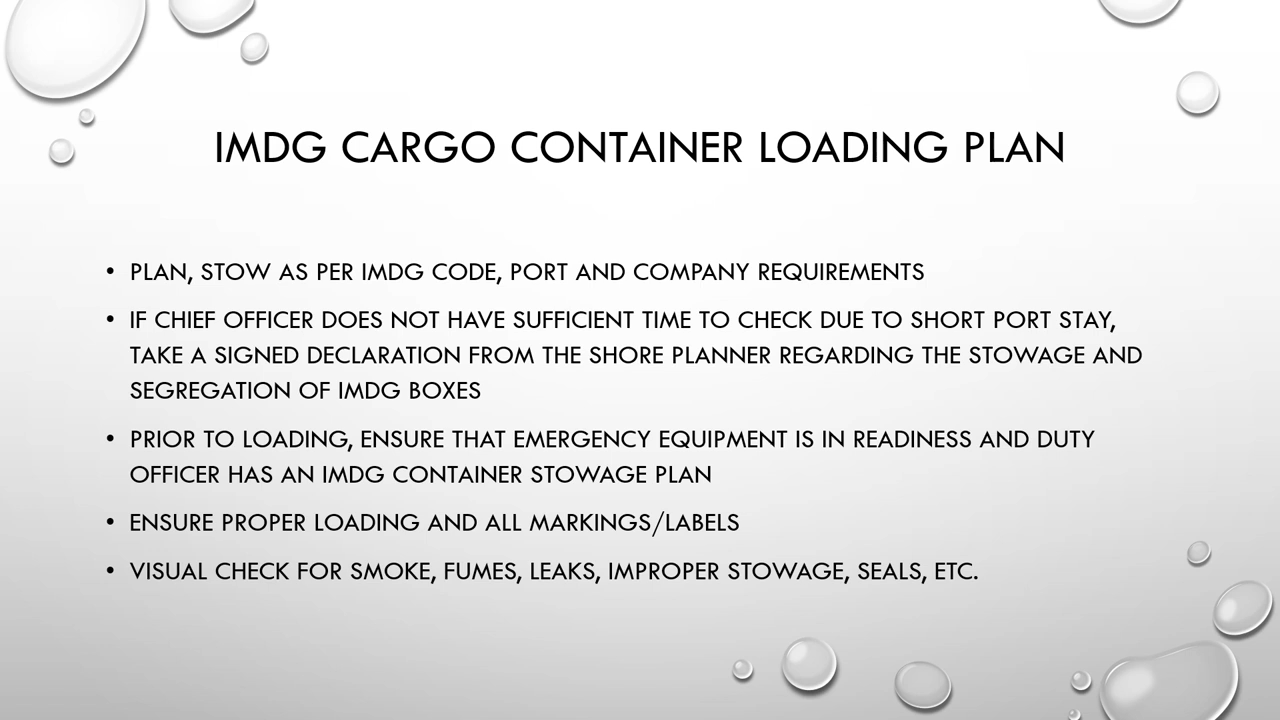 IMDG CARGO CONTAINER LOADING PLAN
• PLAN, STOW AS PER IMDG CODE, PORT AND COMPANY REQUIREMENTS
• IF CHIEF OFFICER DOES NOT HAVE SUFFICIENT TIME TO CHECK DUE TO SHORT PORT STAY,
TAKE A SIGNED DECLARATION FROM THE SHORE PLANNER REGARDING THE STOWAGE AND
SEGREGATION OF IMDG BOXES
• PRIOR TO LOADING, ENSURE THAT EMERGENCY EQUIPMENT IS IN READINESS AND DUTY
OFFICER HAS AN IMDG CONTAINER STOWAGE PLAN
• ENSURE PROPER LOADING AND ALL MARKINGS/LABELS
• VISUAL CHECK FOR SMOKE, FUMES, LEAKS, IMPROPER STOWAGE, SEALS, ETC.